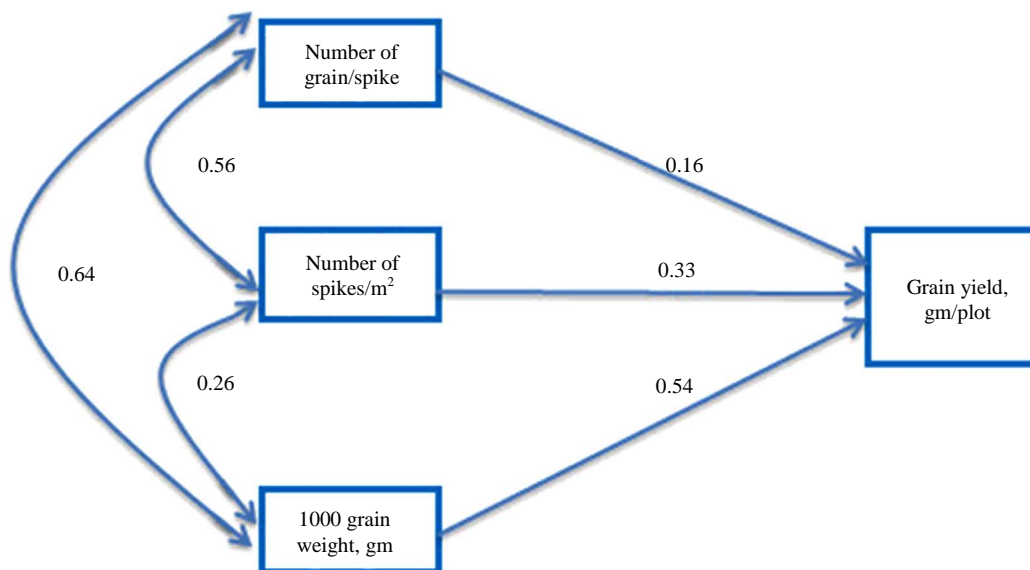 Number of
grain/spike
0.56
0.16
0.64
Number of
spikes/m²
0.33
Grain yield,
gm/plot
0.26
0.54
1000 grain
weight, gm